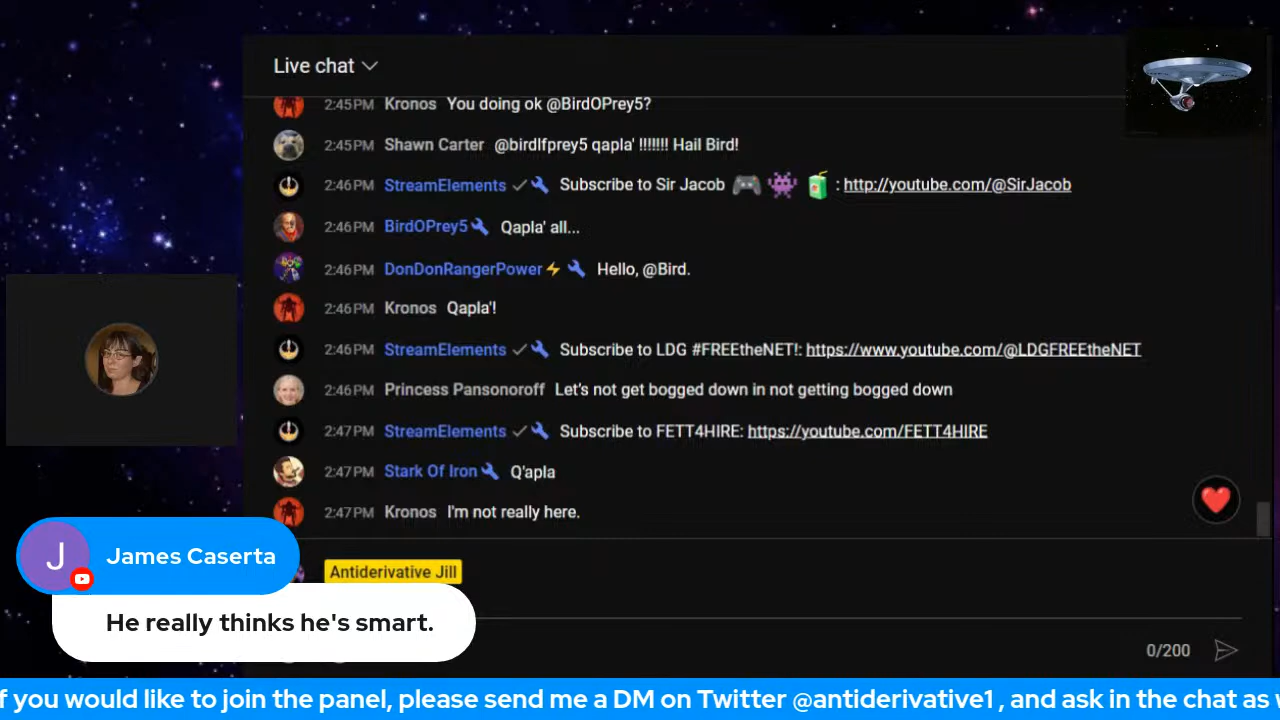 Live chat
2:45 PM Kronos You doing ok @BirdOPrey5?
2:45 PM Shawn Carter @birdlfprey5 qapla' !!!!!!! Hail Bird!
2:46 PM StreamElements Subscribe to Sir Jacob : http://youtube.com/@SirJacob
2:46 PM BirdOPrey5 Qapla' all...
2:46 PM DonDonRangerPower Hello, @Bird.
2:46 PM Kronos Qapla'!
2:46 PM StreamElements Subscribe to LDG #FREEtheNET!: https://www.youtube.com/@LDGFREEtheNET
2:46 PM Princess Pansonoroff Let's not get bogged down in not getting bogged down
2:47 PM StreamElements Subscribe to FETT4HIRE: https://youtube.com/FETT4HIRE
2:47 PM Stark Of Iron Q'apla
2:47 PM Kronos I'm not really here.
Antiderivative Jill
J James Caserta
He really thinks he's smart.
0/200
f you would like to join the panel, please send me a DM on Twitter @antiderivative1 , and ask in the chat as